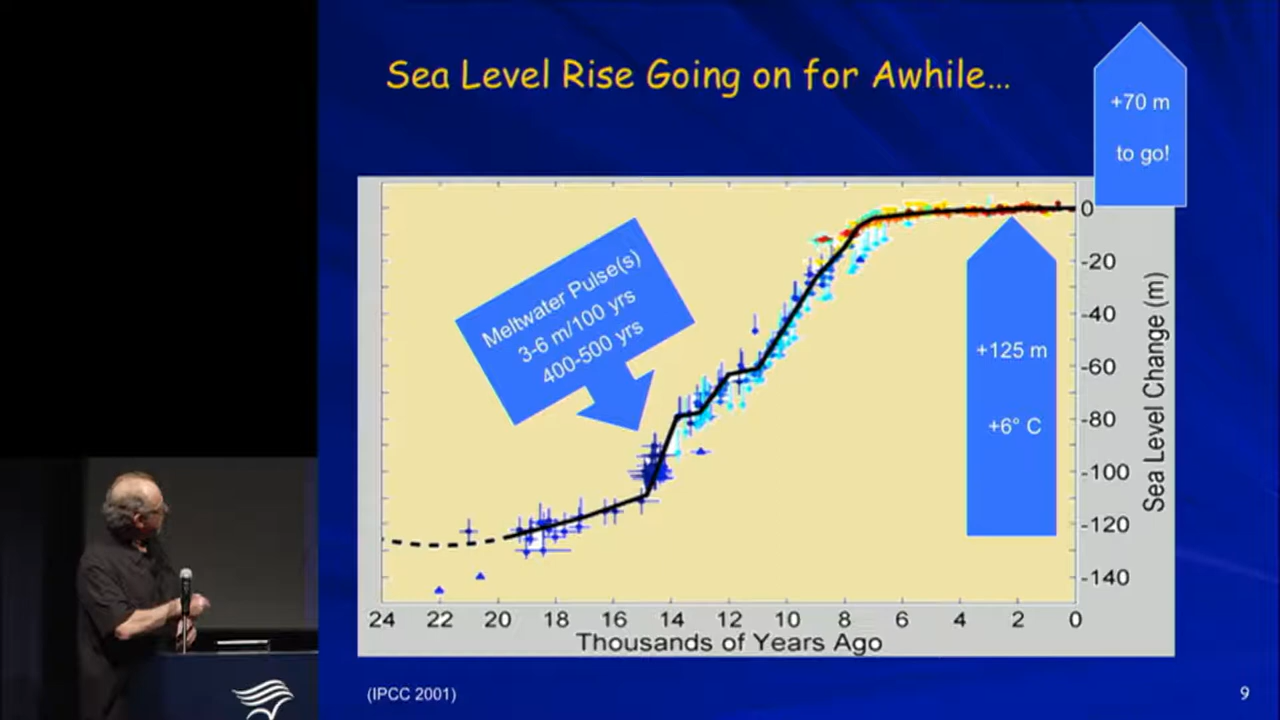 Sea Level Rise Going on for Awhile...
+70 m
to go!
Meltwater Pulse(s)
3-6 m/100 yrs
400-500 yrs
+125 m
+6° C
0
-20
-40
-60
-80
-100
-120
-140
Sea Level Change (m)
24 22 20 18 16 14 12 10 8 6 4 2 0
Thousands of Years Ago
(IPCC 2001)
9